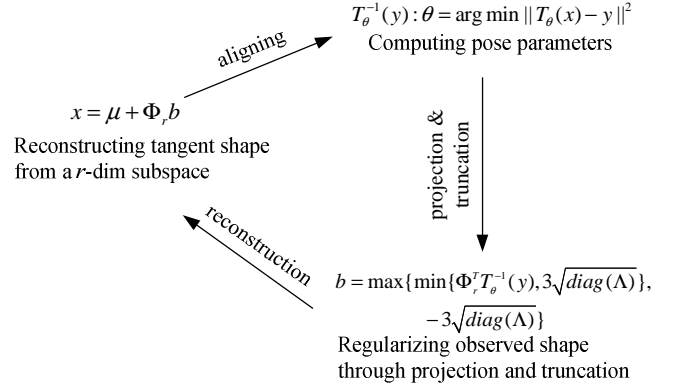 T_θ^{-1}(y) : θ = arg min || T_θ(x) − y ||^2
Computing pose parameters
aligning
x = μ + Φ_r b
Reconstructing tangent shape
from a r-dim subspace
projection &
truncation
reconstruction
b = max{min{Φ_r^T T_θ^{-1}(y), 3√diag(Λ)},
−3√diag(Λ)}
Regularizing observed shape
through projection and truncation